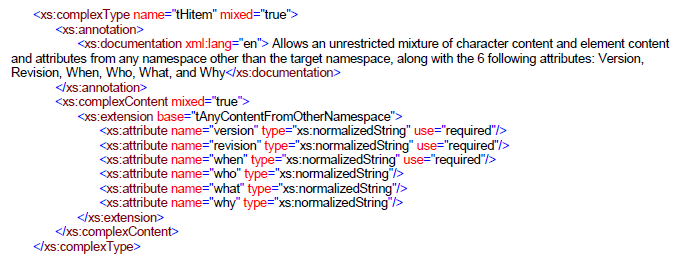 <xs:complexType name="tHitem" mixed="true">
<xs:annotation>
<xs:documentation xml:lang="en"> Allows an unrestricted mixture of character content and element content
and attributes from any namespace other than the target namespace, along with the 6 following attributes: Version,
Revision, When, Who, What, and Why</xs:documentation>
</xs:annotation>
<xs:complexContent mixed="true">
<xs:extension base="tAnyContentFromOtherNamespace">
<xs:attribute name="version" type="xs:normalizedString" use="required"/>
<xs:attribute name="revision" type="xs:normalizedString" use="required"/>
<xs:attribute name="when" type="xs:normalizedString" use="required"/>
<xs:attribute name="who" type="xs:normalizedString"/>
<xs:attribute name="what" type="xs:normalizedString"/>
<xs:attribute name="why" type="xs:normalizedString"/>
</xs:extension>
</xs:complexContent>
</xs:complexType>